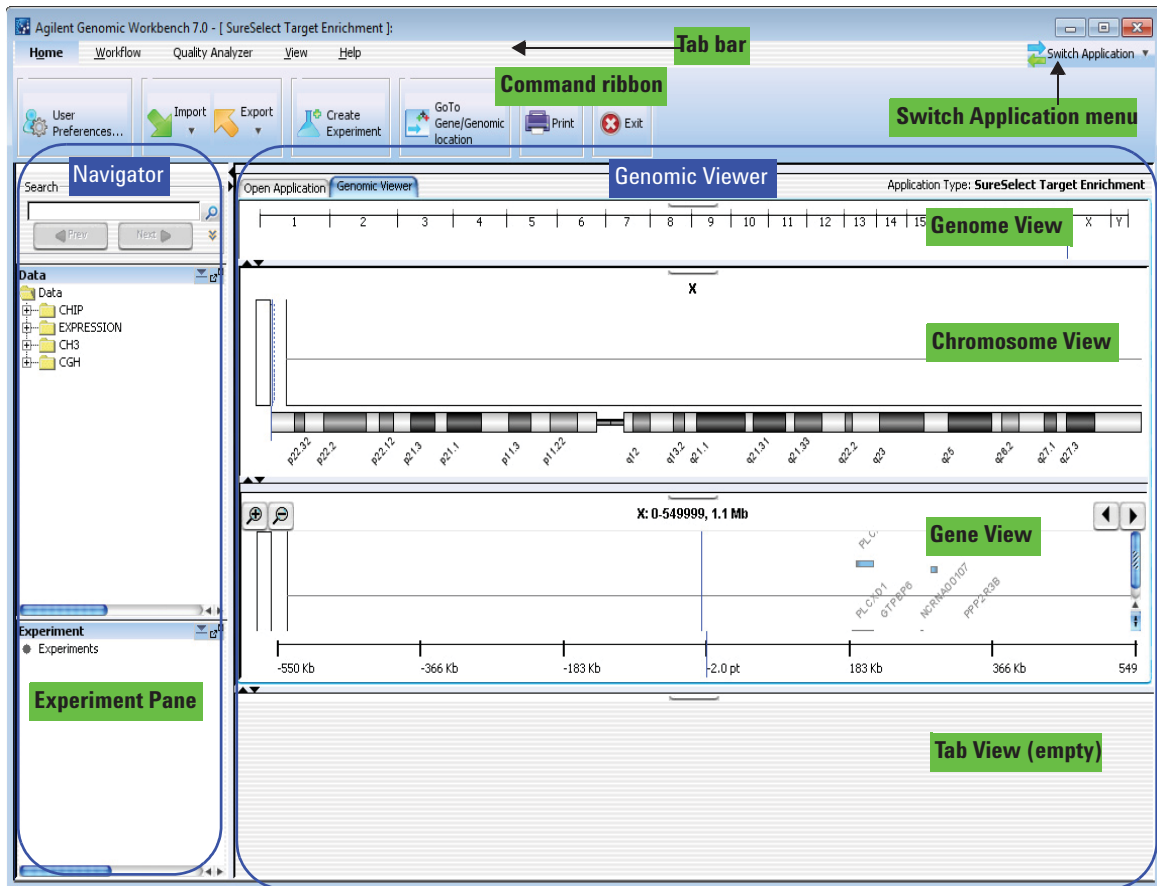 Agilent Genomic Workbench 7.0 - [ SureSelect Target Enrichment ]:
Home Workflow Quality Analyzer View Help
Tab bar
Switch Application
Command ribbon
Switch Application menu
User Preferences...
Import
Export
Create Experiment
GoTo Gene/Genomic location
Print
Exit
Navigator
Search
Prev Next
Data
Data
CHIP
EXPRESSION
CH3
CGH
Experiment
Experiments
Experiment Pane
Open Application Genomic Viewer
Genomic Viewer
Application Type: SureSelect Target Enrichment
1 2 3 4 5 6 7 8 9 10 11 12 13 14 15 X Y
Genome View
X
Chromosome View
p22.32 p22.2 p22.12 p21.3 p21.1 p11.3 p11.22 q12 q13.2 q21.1 q21.31 q21.33 q22.2 q23 q25 q26.2 q27.1 q27.3
X: 0-549999, 1.1 Mb
Gene View
PLCXD1 GTPBP6 NCRNA00107 PPP2R3B
-550 Kb -366 Kb -183 Kb -2.0 pt 183 Kb 366 Kb 549
Tab View (empty)